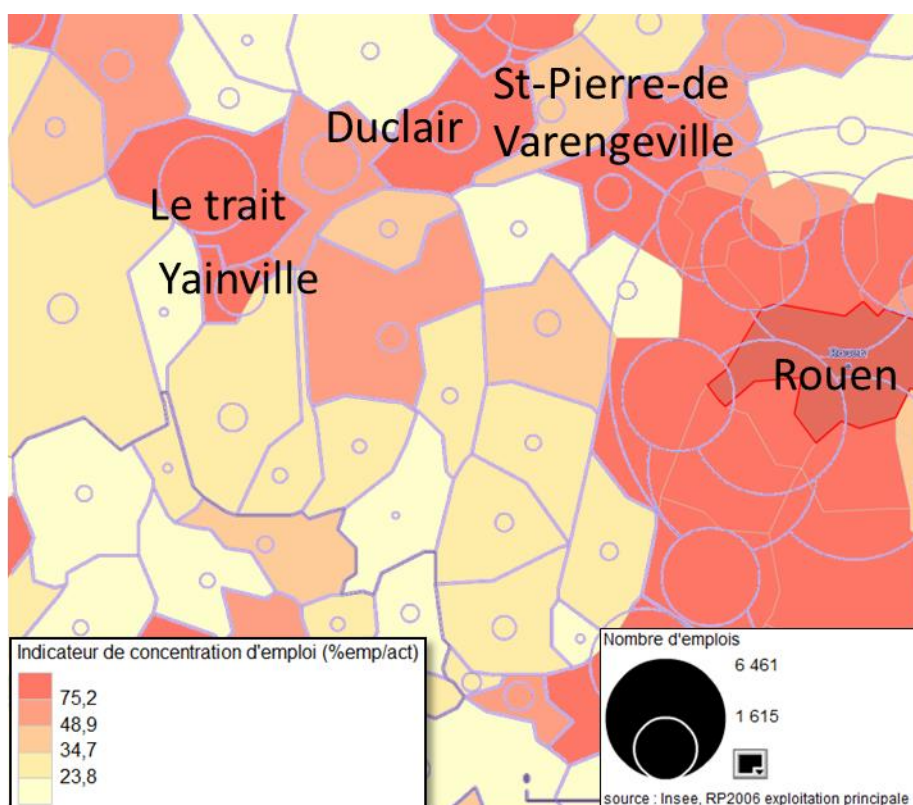 St-Pierre-de
Varengeville
Duclair
Le trait
Yainville
Rouen
Rouen
Indicateur de concentration d'emploi (%emp/act)
75,2
48,9
34,7
23,8
Nombre d'emplois
6 461
1 615
source : Insee, RP2006 exploitation principale